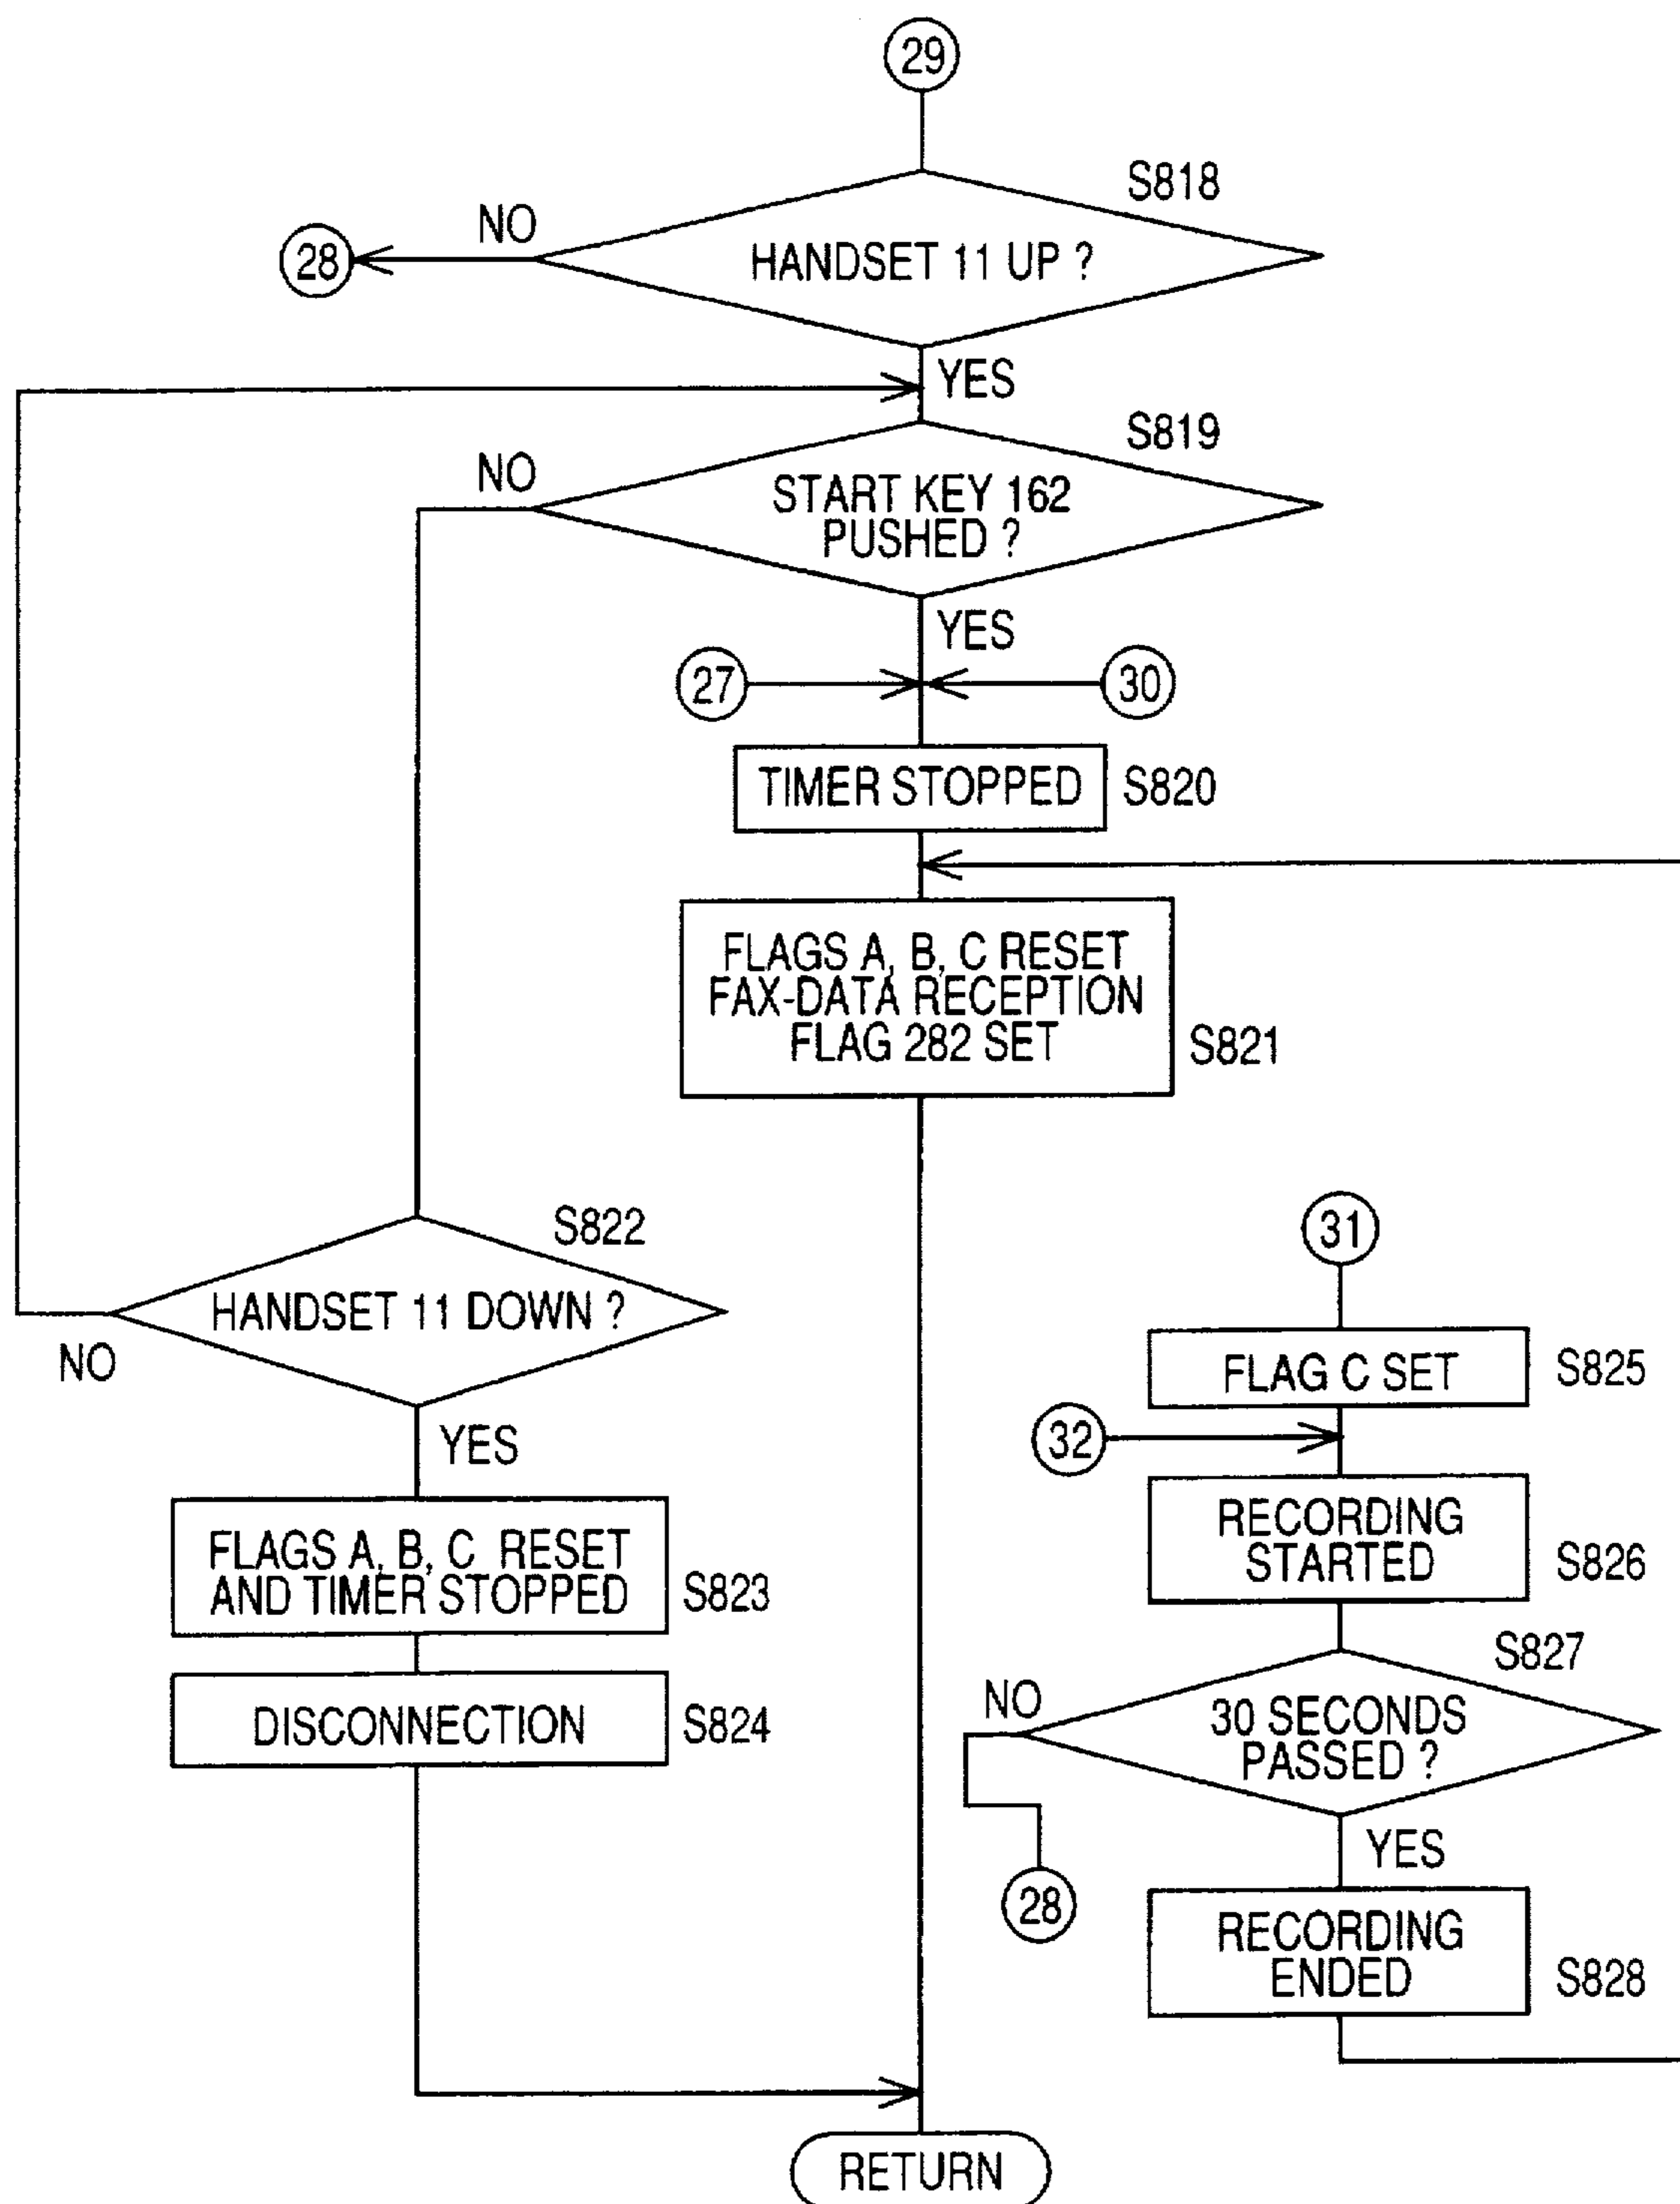 29
S818
NO
28
HANDSET 11 UP ?
YES
S819
NO
START KEY 162
PUSHED ?
YES
27
30
TIMER STOPPED
S820
FLAGS A, B, C RESET
FAX-DATA RECEPTION
FLAG 282 SET
S821
S822
HANDSET 11 DOWN ?
NO
YES
FLAGS A, B, C RESET
AND TIMER STOPPED
S823
DISCONNECTION
S824
31
FLAG C SET
S825
32
RECORDING
STARTED
S826
S827
NO
30 SECONDS
PASSED ?
YES
28
RECORDING
ENDED
S828
RETURN